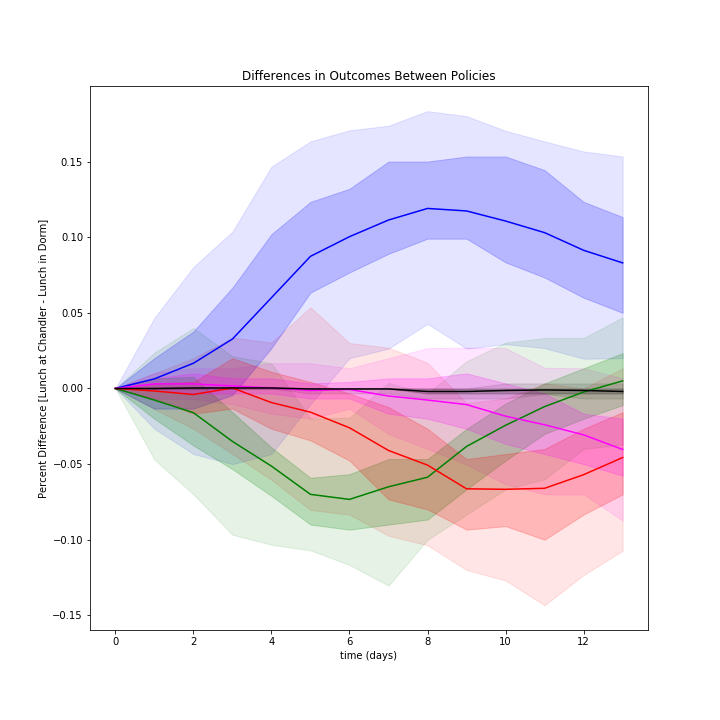 Differences in Outcomes Between Policies
Percent Difference [Lunch at Chandler - Lunch in Dorm]
0.15
0.10
0.05
0.00
−0.05
−0.10
−0.15
0 2 4 6 8 10 12
time (days)